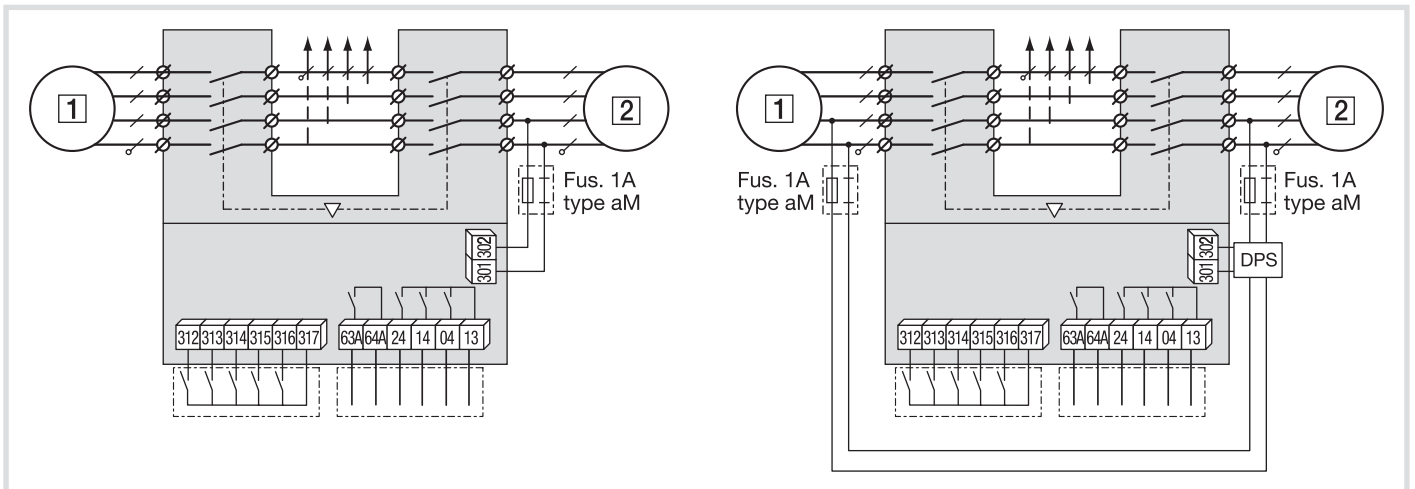 1
2
Fus. 1A
type aM
302
301
312 313 314 315 316 317
63A 64A 24 14 04 13
1
2
Fus. 1A
type aM
Fus. 1A
type aM
302
301
DPS
312 313 314 315 316 317
63A 64A 24 14 04 13